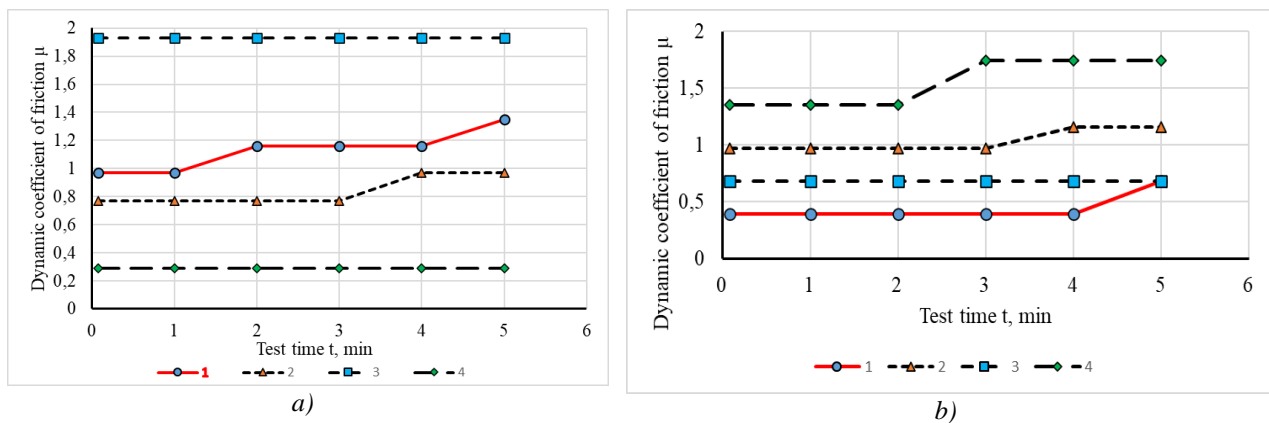 Dynamic coefficient of friction μ
2
1,8
1,6
1,4
1,2
1
0,8
0,6
0,4
0,2
0
0 1 2 3 4 5 6
Test time t, min
1 2 3 4
a)
Dynamic coefficient of friction μ
2
1,5
1
0,5
0
0 1 2 3 4 5 6
Test time t, min
1 2 3 4
b)